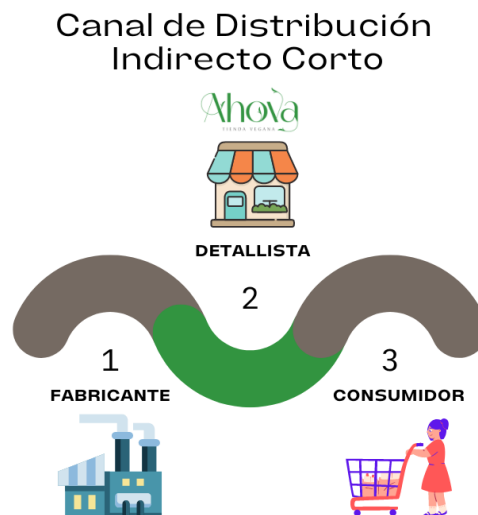 Canal de Distribución
Indirecto Corto
Ahova
TIENDA VEGANA
DETALLISTA
2
1
FABRICANTE
3
CONSUMIDOR